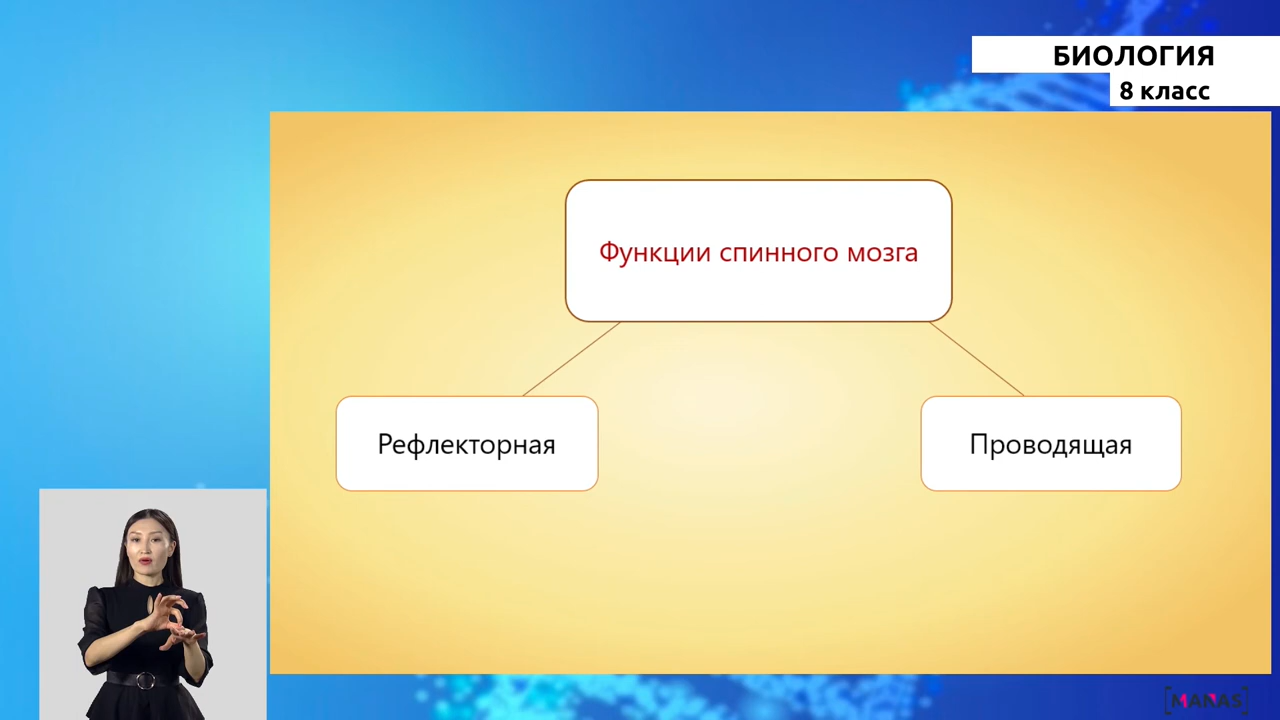 БИОЛОГИЯ
8 класс
Функции спинного мозга
Рефлекторная
Проводящая
[MANAS]